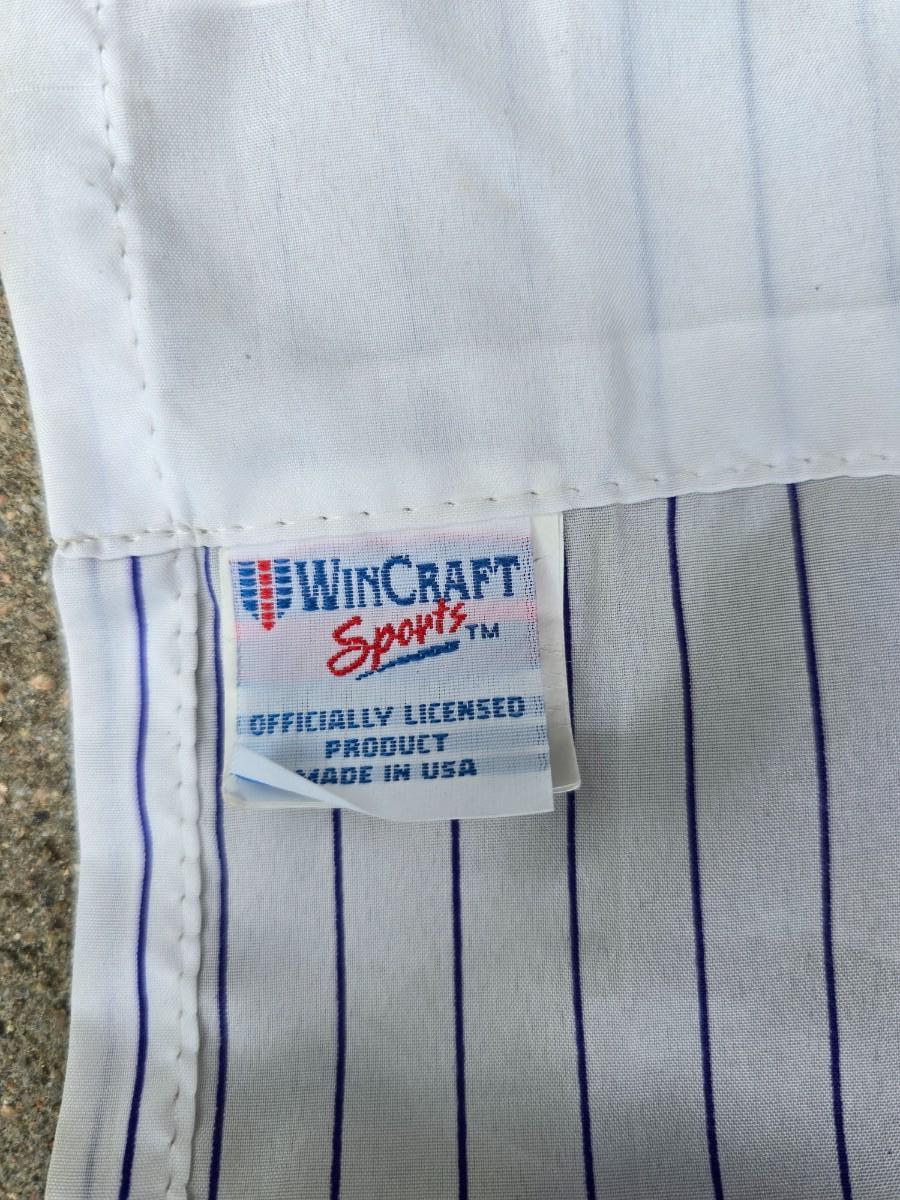 WINCRAFT
Sports TM
OFFICIALLY LICENSED
PRODUCT
MADE IN USA